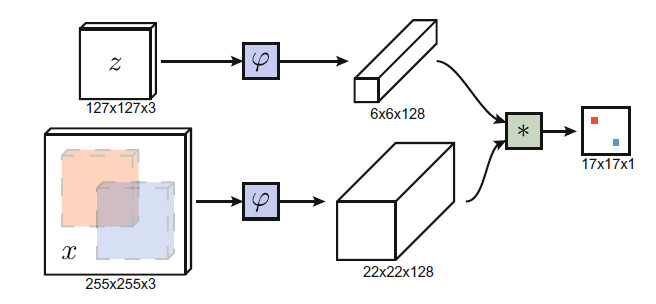 z
φ
127x127x3
6x6x128
*
17x17x1
x
φ
255x255x3
22x22x128